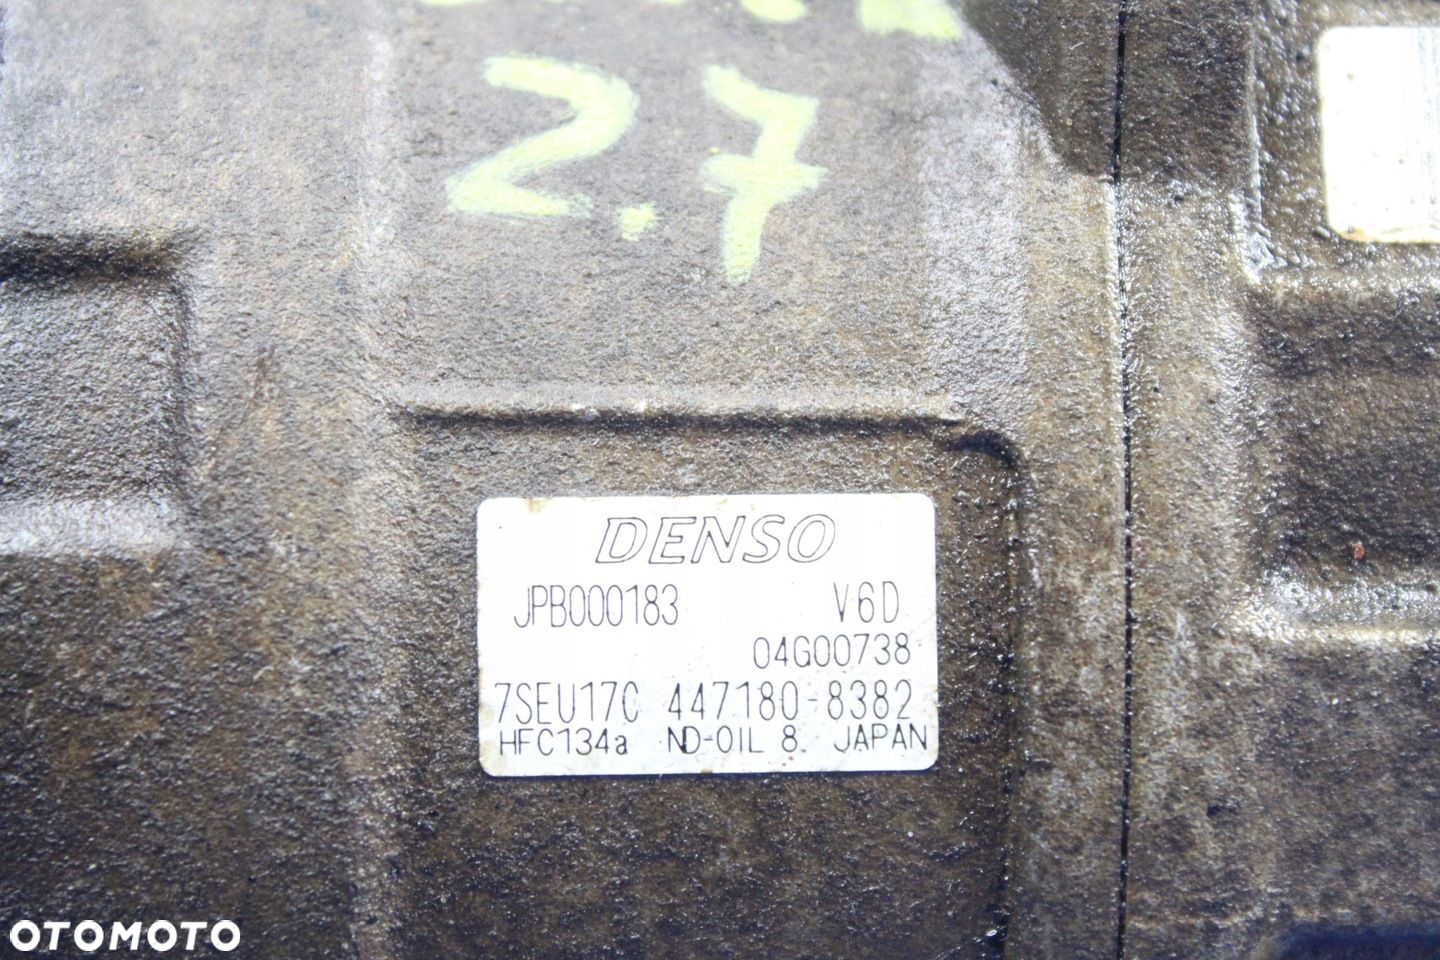 2.7
DENSO
JPB000183 V6D
04G00738
7SEU17C 447180-8382
HFC134a ND-OIL 8. JAPAN
OTOMOTO